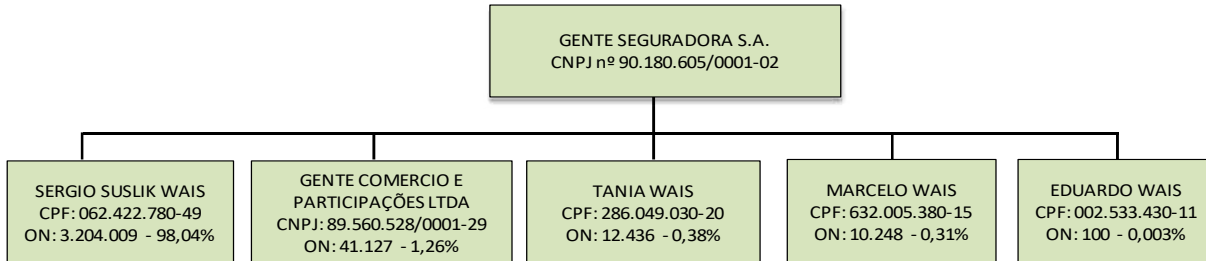 GENTE SEGURADORA S.A.
CNPJ nº 90.180.605/0001-02
SERGIO SUSLIK WAIS
CPF: 062.422.780-49
ON: 3.204.009 - 98,04%
GENTE COMERCIO E
PARTICIPAÇÕES LTDA
CNPJ: 89.560.528/0001-29
ON: 41.127 - 1,26%
TANIA WAIS
CPF: 286.049.030-20
ON: 12.436 - 0,38%
MARCELO WAIS
CPF: 632.005.380-15
ON: 10.248 - 0,31%
EDUARDO WAIS
CPF: 002.533.430-11
ON: 100 - 0,003%